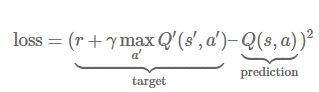 loss = (r + γ max Q′(s′, a′) − Q(s, a))²
a′
target prediction